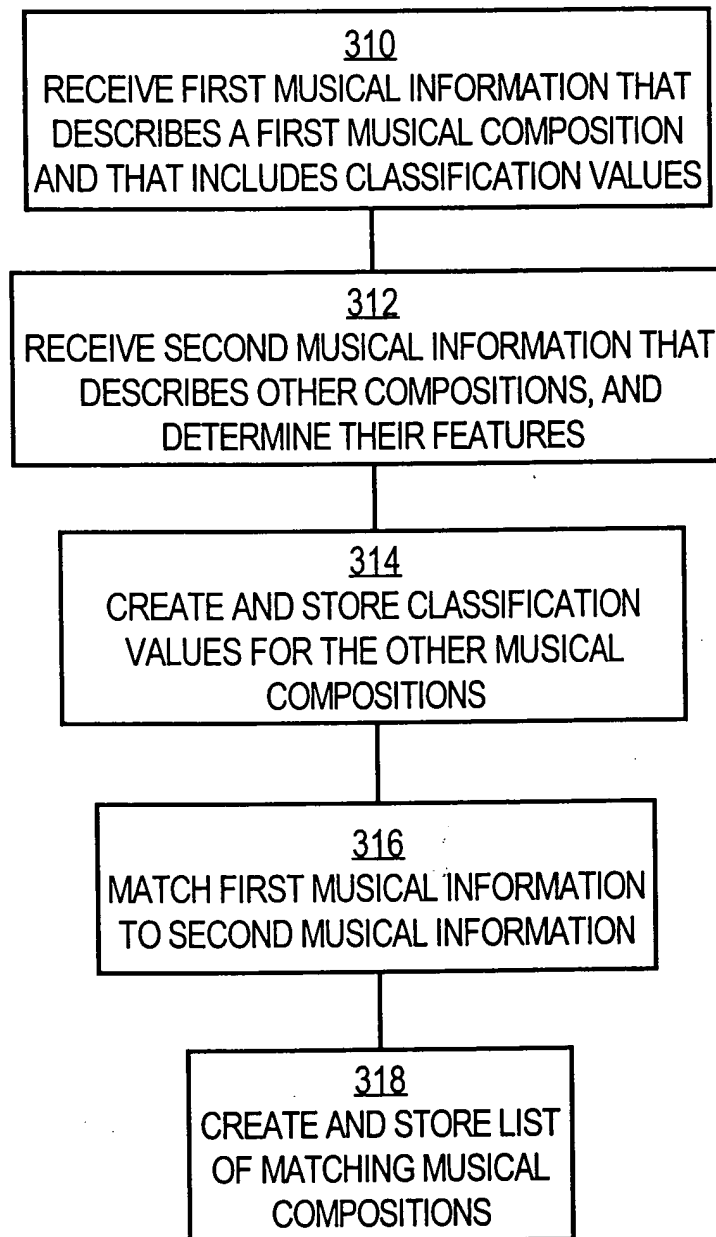 310
RECEIVE FIRST MUSICAL INFORMATION THAT
DESCRIBES A FIRST MUSICAL COMPOSITION
AND THAT INCLUDES CLASSIFICATION VALUES
312
RECEIVE SECOND MUSICAL INFORMATION THAT
DESCRIBES OTHER COMPOSITIONS, AND
DETERMINE THEIR FEATURES
314
CREATE AND STORE CLASSIFICATION
VALUES FOR THE OTHER MUSICAL
COMPOSITIONS
316
MATCH FIRST MUSICAL INFORMATION
TO SECOND MUSICAL INFORMATION
318
CREATE AND STORE LIST
OF MATCHING MUSICAL
COMPOSITIONS